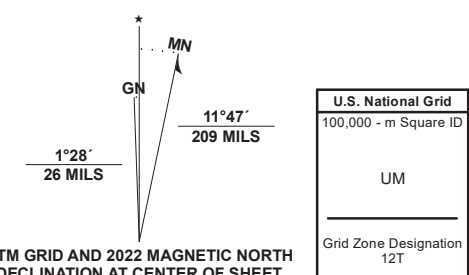 MN
GN
11°47´
209 MILS
1°28´
26 MILS
TM GRID AND 2022 MAGNETIC NORTH
DECLINATION AT CENTER OF SHEET
U.S. National Grid
100,000 - m Square ID
UM
Grid Zone Designation
12T